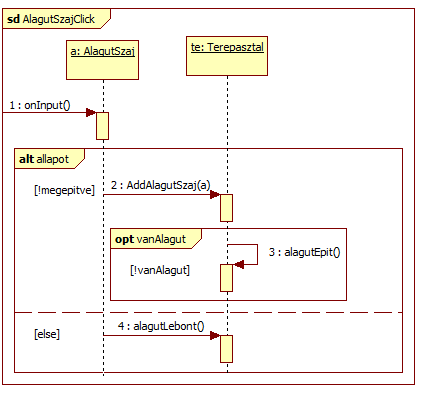 sd AlagutSzajClick
a: AlagutSzaj
te: Terepasztal
1 : onInput()
alt allapot
[!megepitve]
2 : AddAlagutSzaj(a)
opt vanAlagut
3 : alagutEpit()
[!vanAlagut]
[else]
4 : alagutLebont()